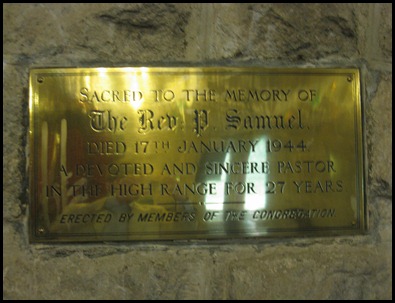 SACRED TO THE MEMORY OF
The Rev. P. Samuel.
DIED 17TH JANUARY 1944.
A DEVOTED AND SINCERE PASTOR
IN THE HIGH RANGE FOR 27 YEARS
ERECTED BY MEMBERS OF THE CONGREGATION